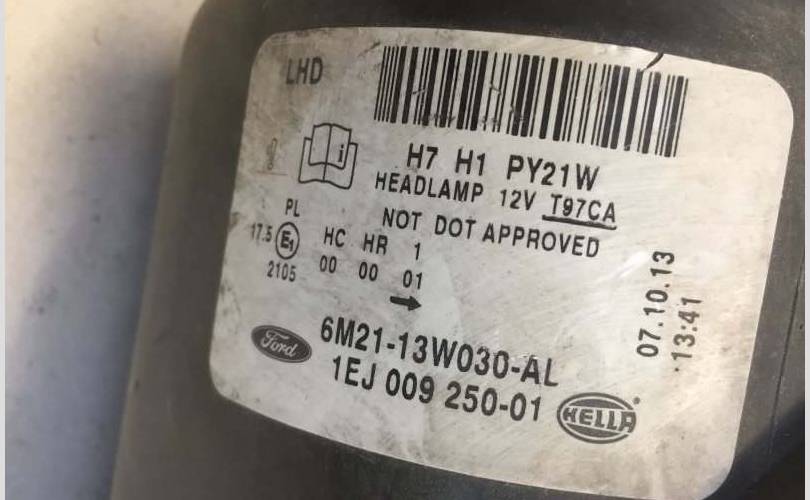 LHD
i
H7 H1 PY21W
HEADLAMP 12V T97CA
NOT DOT APPROVED
PL
17.5 E1 HC HR 1
2105 00 00 01
07.10.13
13:41
Ford 6M21-13W030-AL
1EJ 009 250-01 HELLA